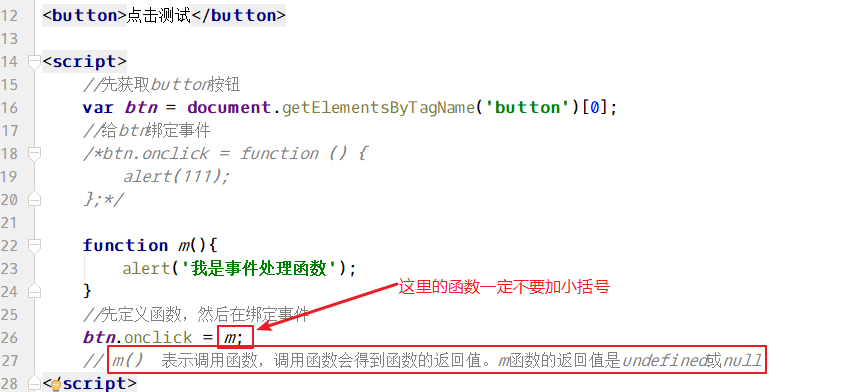 12 <button>点击测试</button>
13
14 <script>
15 //先获取button按钮
16 var btn = document.getElementsByTagName('button')[0];
17 //给btn绑定事件
18 /*btn.onclick = function () {
19 alert(111);
20 };*/
21
22 function m(){
23 alert('我是事件处理函数');
24 }
这里的函数一定不要加小括号
25 //先定义函数，然后在绑定事件
26 btn.onclick = m;
27 // m() 表示调用函数，调用函数会得到函数的返回值。m函数的返回值是undefined或null
28 </script>